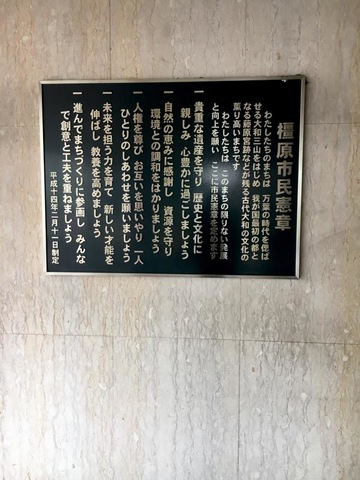 橿原市民憲章
わたしたちのまちは 万葉の時代を偲ば
せる大和三山をはじめ 我が国最初の都と
なる藤原宮跡などが残る古代大和の文化の
薫り高いまちです
わたしたちは このまちの限りない発展
と向上を願い ここに市民憲章を定めます
一 貴重な遺産を守り 歴史と文化に
親しみ 心豊かに過ごしましょう
一 自然の恵みに感謝し 資源を守り
環境との調和をはかりましょう
一 人権を尊び お互いを思いやり 一人
ひとりのしあわせを願いましょう
一 未来を担う力を育て 新しい才能を
伸ばし 教養を高めましょう
一 進んでまちづくりに参画し みんな
で創意と工夫を重ねましょう
平成十四年二月十一日制定